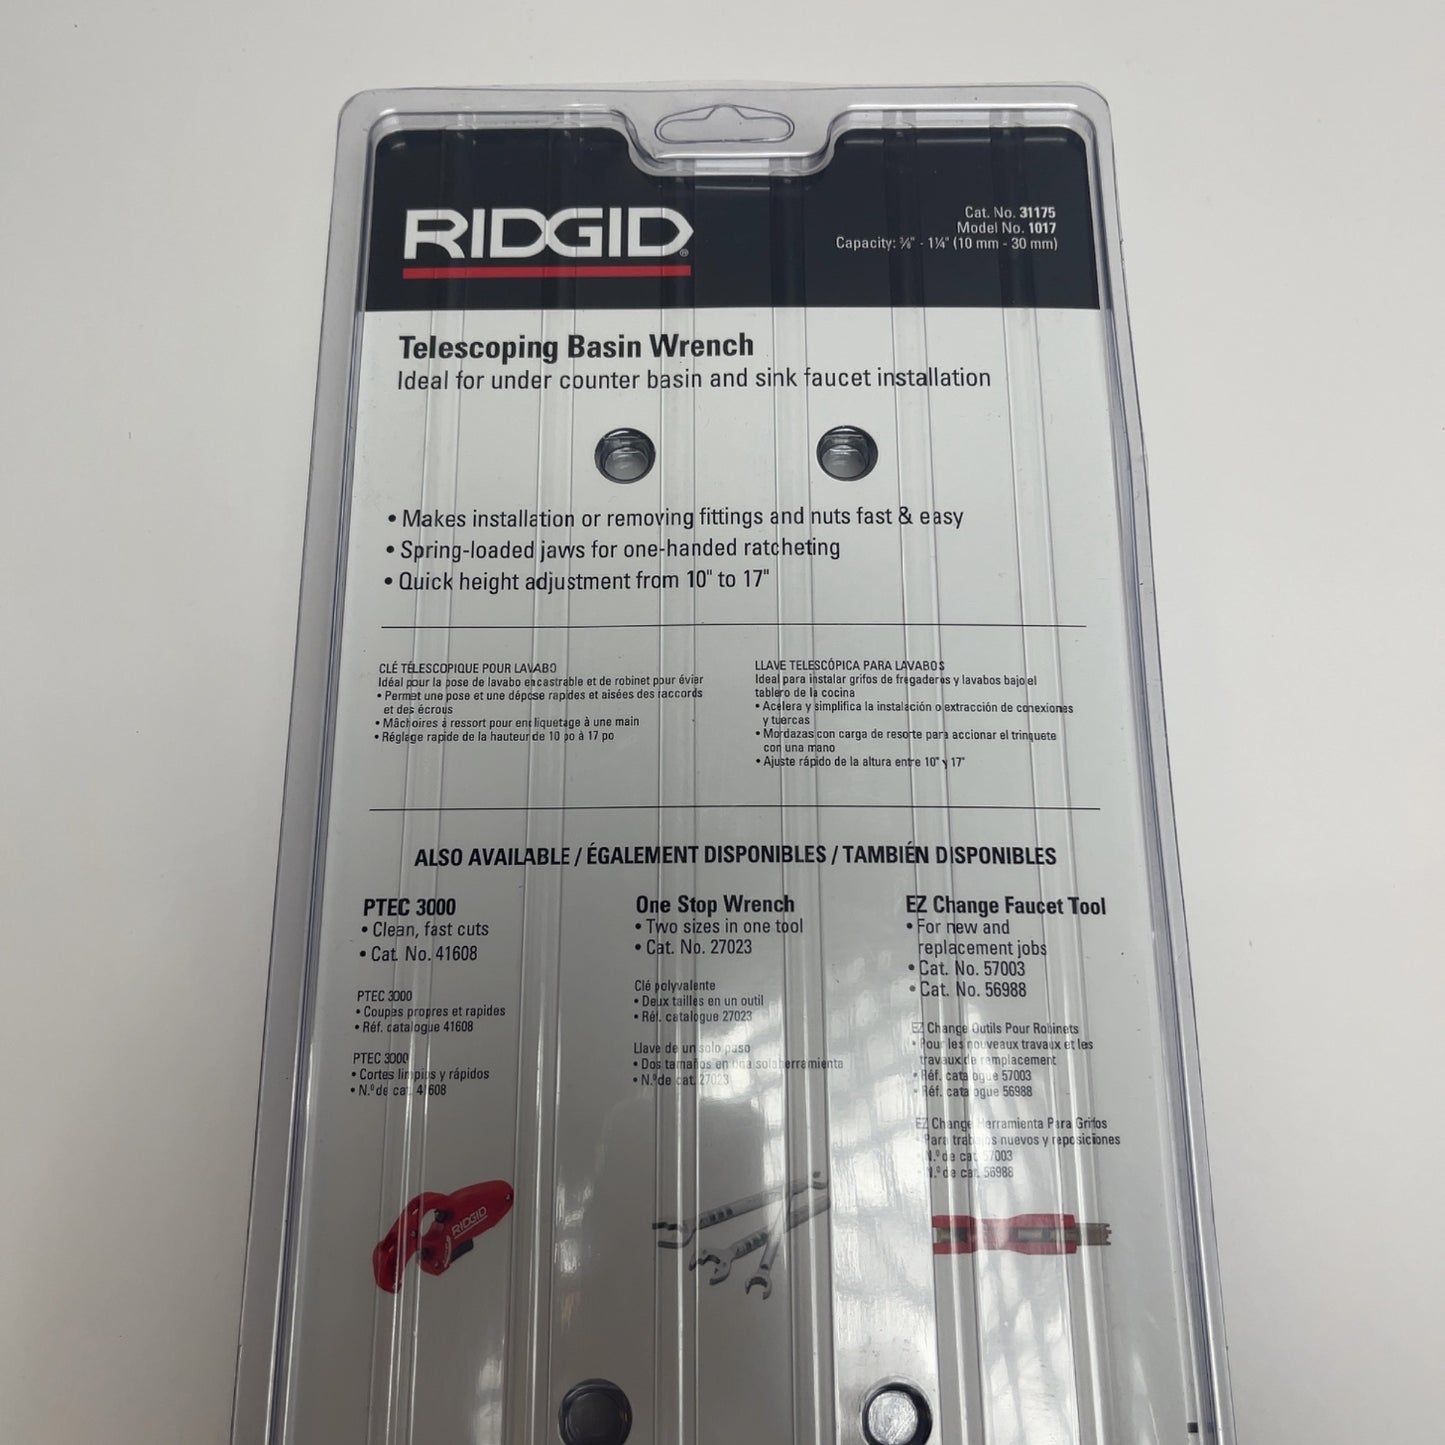 RIDGID®
Cat. No. 31175
Model No. 1017
Capacity: ⅜" - 1¼" (10 mm - 30 mm)
Telescoping Basin Wrench
Ideal for under counter basin and sink faucet installation
• Makes installation or removing fittings and nuts fast & easy
• Spring-loaded jaws for one-handed ratcheting
• Quick height adjustment from 10" to 17"
CLÉ TÉLESCOPIQUE POUR LAVABO
Idéal pour la pose de lavabo encastrable et de robinet pour évier
• Permet une pose et une dépose rapides et aisées des raccords
et des écrous
• Mâchoires à ressort pour encliquetage à une main
• Réglage rapide de la hauteur de 10 po à 17 po
LLAVE TELESCÓPICA PARA LAVABOS
Ideal para instalar grifos de fregaderos y lavabos bajo el
tablero de la cocina
• Acelera y simplifica la instalación o extracción de conexiones
y tuercas
• Mordazas con carga de resorte para accionar el trinquete
con una mano
• Ajuste rápido de la altura entre 10" y 17"
ALSO AVAILABLE / ÉGALEMENT DISPONIBLES / TAMBIÉN DISPONIBLES
PTEC 3000
• Clean, fast cuts
• Cat. No. 41608
PTEC 3000
• Coupes propres et rapides
• Réf. catalogue 41608
PTEC 3000
• Cortes limpios y rápidos
• N.º de cat. 41608
One Stop Wrench
• Two sizes in one tool
• Cat. No. 27023
Clé polyvalente
• Deux tailles en un outil
• Réf. catalogue 27023
Llave de un solo paso
• Dos tamaños en una sola herramienta
• N.º de cat. 27023
EZ Change Faucet Tool
• For new and
replacement jobs
• Cat. No. 57003
• Cat. No. 56988
EZ Change Outils Pour Robinets
• Pour les nouveaux travaux et les
travaux de remplacement
• Réf. catalogue 57003
• Réf. catalogue 56988
EZ Change Herramienta Para Grifos
• Para trabajos nuevos y reposiciones
• N.º de cat. 57003
• N.º de cat. 56988
RIDGID